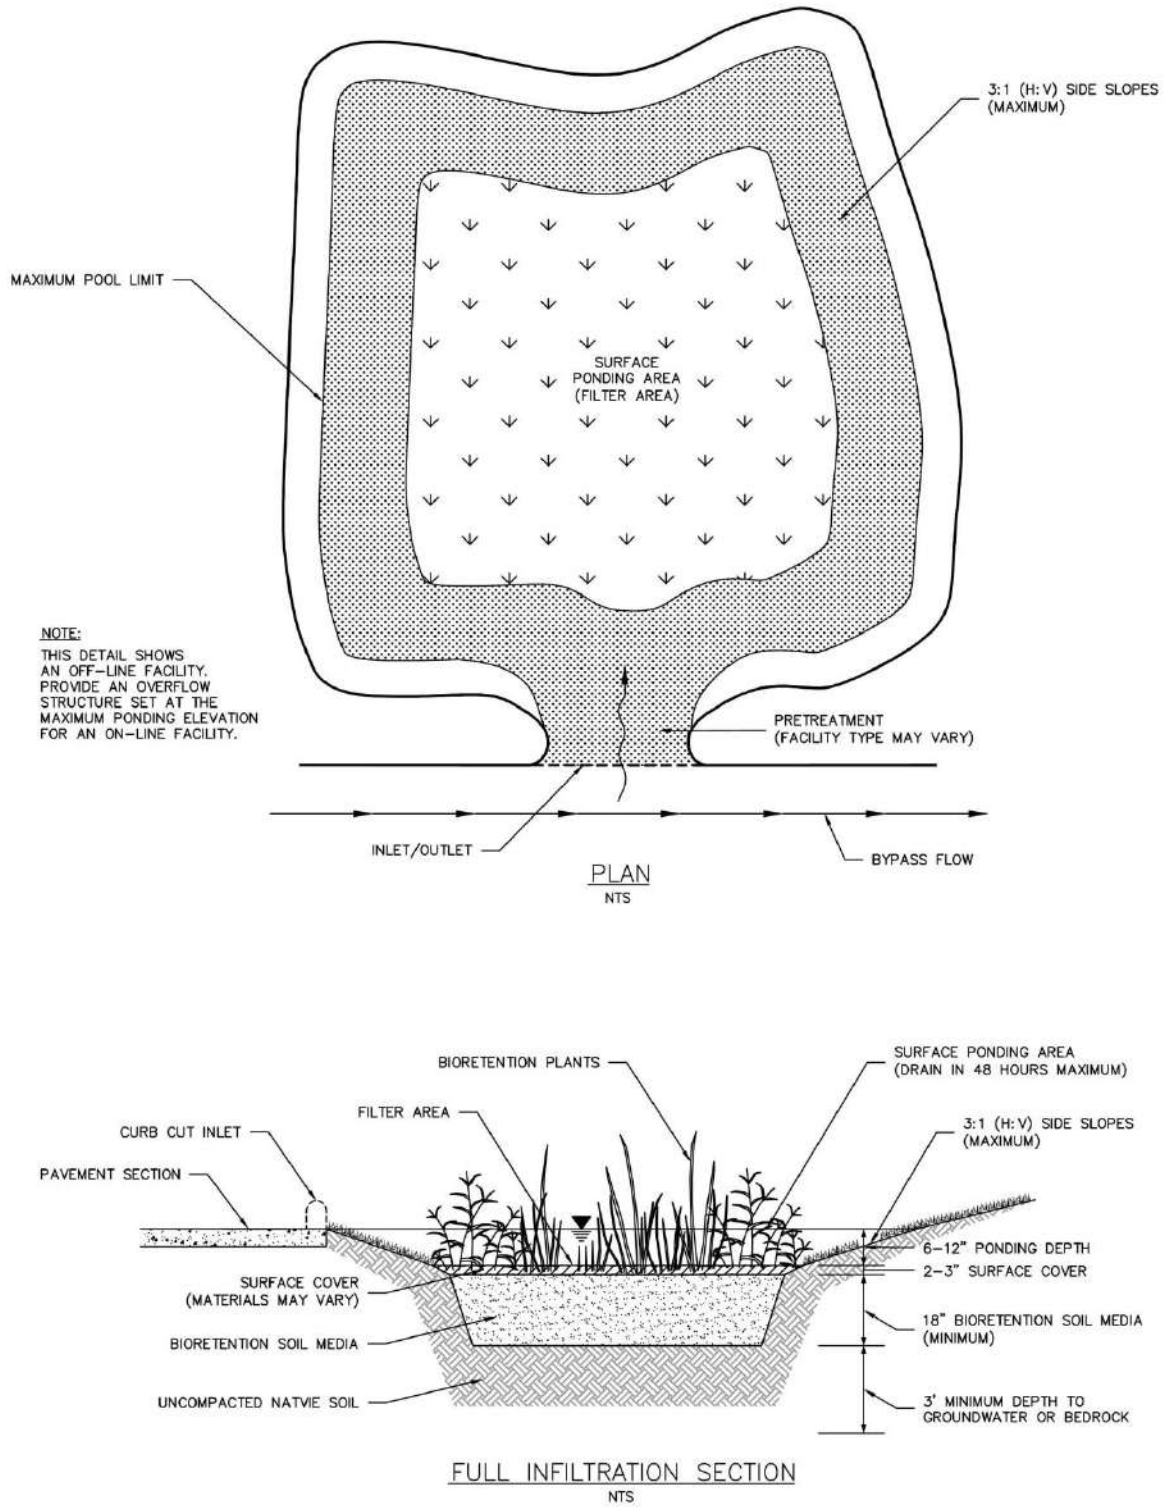 3:1 (H:V) SIDE SLOPES
(MAXIMUM)
MAXIMUM POOL LIMIT
SURFACE
PONDING AREA
(FILTER AREA)
NOTE:
THIS DETAIL SHOWS
AN OFF-LINE FACILITY.
PROVIDE AN OVERFLOW
STRUCTURE SET AT THE
MAXIMUM PONDING ELEVATION
FOR AN ON-LINE FACILITY.
PRETREATMENT
(FACILITY TYPE MAY VARY)
INLET/OUTLET
BYPASS FLOW
PLAN
NTS
BIORETENTION PLANTS
SURFACE PONDING AREA
(DRAIN IN 48 HOURS MAXIMUM)
FILTER AREA
CURB CUT INLET
3:1 (H:V) SIDE SLOPES
(MAXIMUM)
PAVEMENT SECTION
6-12" PONDING DEPTH
2-3" SURFACE COVER
SURFACE COVER
(MATERIALS MAY VARY)
18" BIORETENTION SOIL MEDIA
(MINIMUM)
BIORETENTION SOIL MEDIA
UNCOMPACTED NATVIE SOIL
3' MINIMUM DEPTH TO
GROUNDWATER OR BEDROCK
FULL INFILTRATION SECTION
NTS